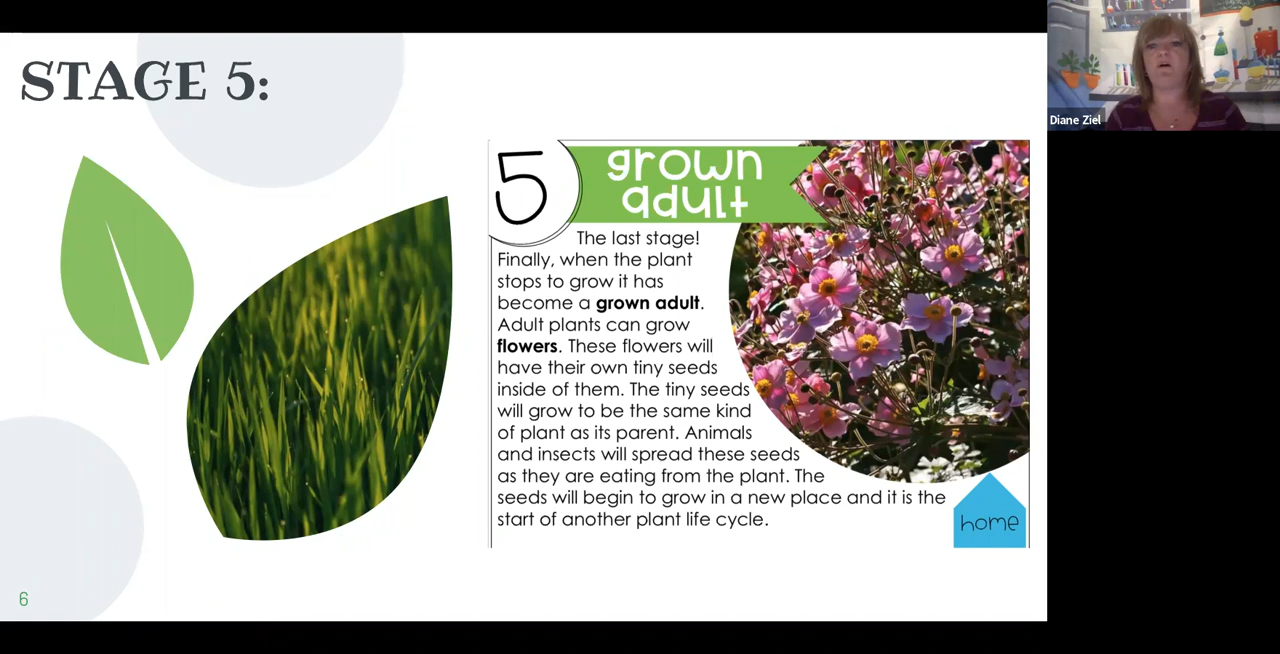 STAGE 5:
5
grown
adult
The last stage!
Finally, when the plant
stops to grow it has
become a grown adult.
Adult plants can grow
flowers. These flowers will
have their own tiny seeds
inside of them. The tiny seeds
will grow to be the same kind
of plant as its parent. Animals
and insects will spread these seeds
as they are eating from the plant. The
seeds will begin to grow in a new place and it is the
start of another plant life cycle.
home
6
Diane Ziel